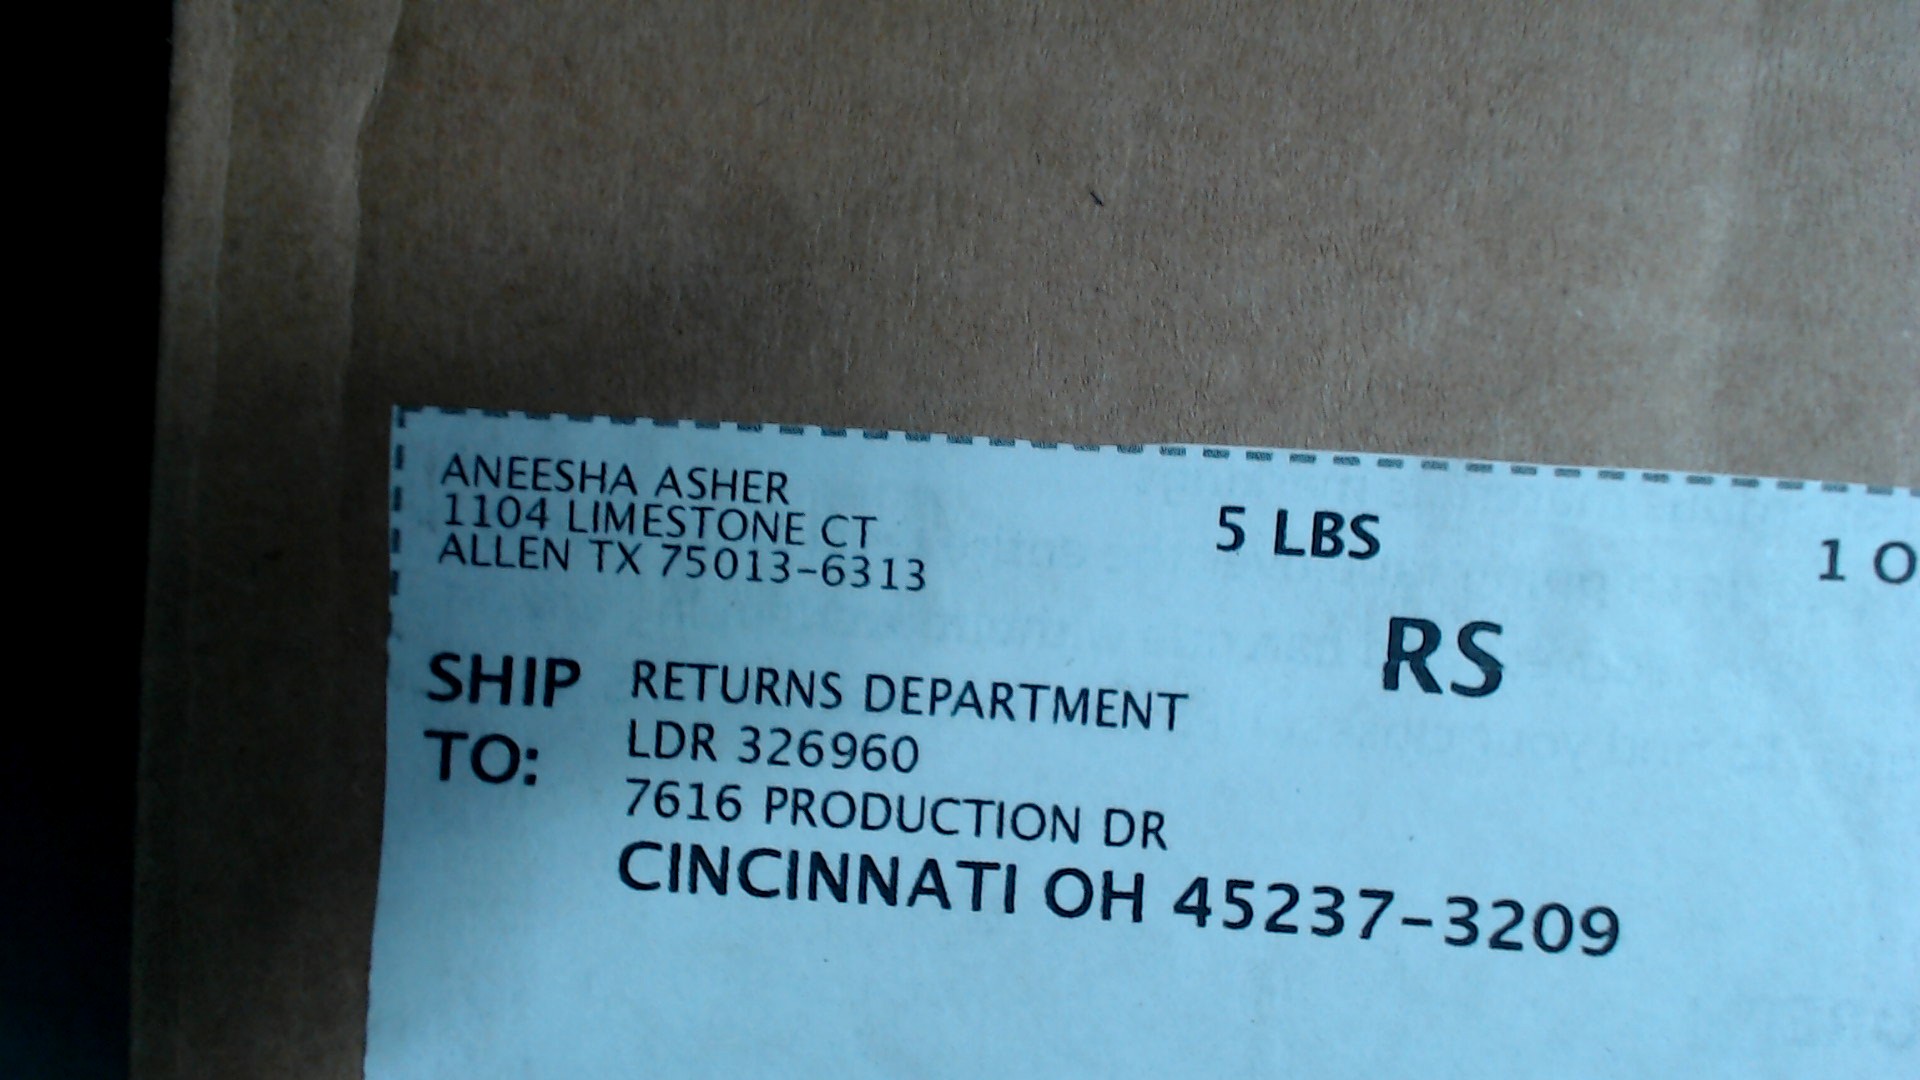 ANEESHA ASHER
1104 LIMESTONE CT
ALLEN TX 75013-6313
5 LBS
1 O
RS
SHIP TO:
RETURNS DEPARTMENT
LDR 326960
7616 PRODUCTION DR
CINCINNATI OH 45237-3209